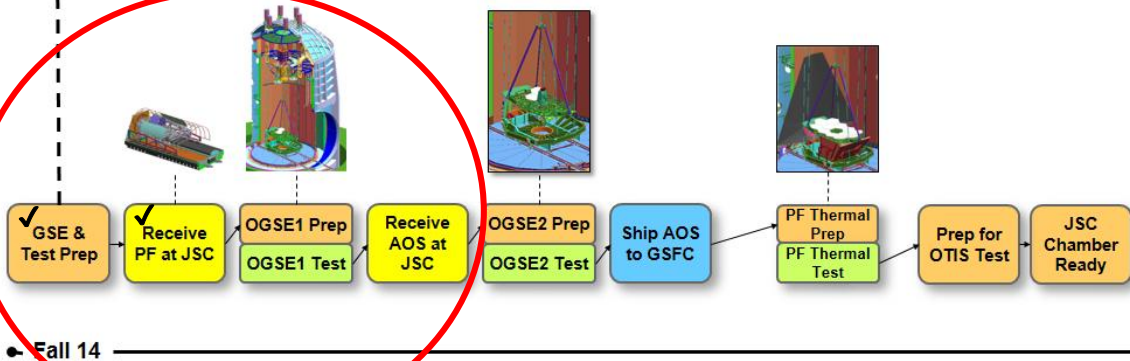 GSE &
Test Prep
Receive
PF at JSC
OGSE1 Prep
OGSE1 Test
Receive
AOS at
JSC
OGSE2 Prep
OGSE2 Test
Ship AOS
to GSFC
PF Thermal
Prep
PF Thermal
Test
Prep for
OTIS Test
JSC
Chamber
Ready
Fall 14